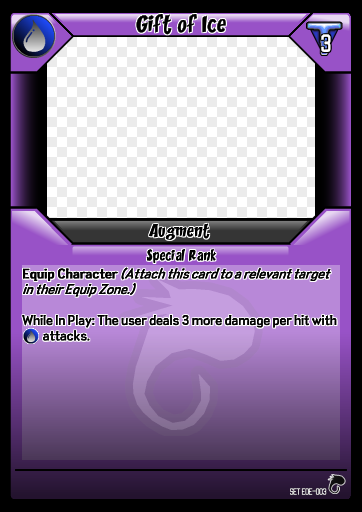 Gift of Ice
3
Augment
Special Rank
Equip Character (Attach this card to a relevant target
in their Equip Zone.)
While In Play: The user deals 3 more damage per hit with
attacks.
SET EDE-003